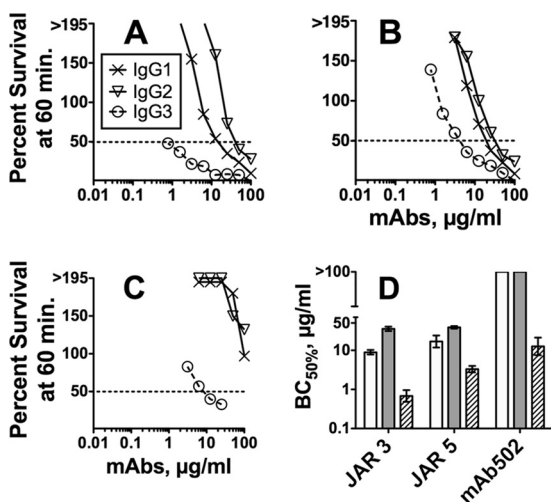 A
Percent Survival at 60 min.
>195
150
100
50
0
IgG1
IgG2
IgG3
0.01 0.1 1 10 100
B
>195
150
100
50
0
0.01 0.1 1 10 100
mAbs, µg/ml
C
Percent Survival at 60 min.
>195
150
100
50
0
0.01 0.1 1 10 100
mAbs, µg/ml
D
BC50%, µg/ml
>100
50
10
1
0.1
JAR 3
JAR 5
mAb502